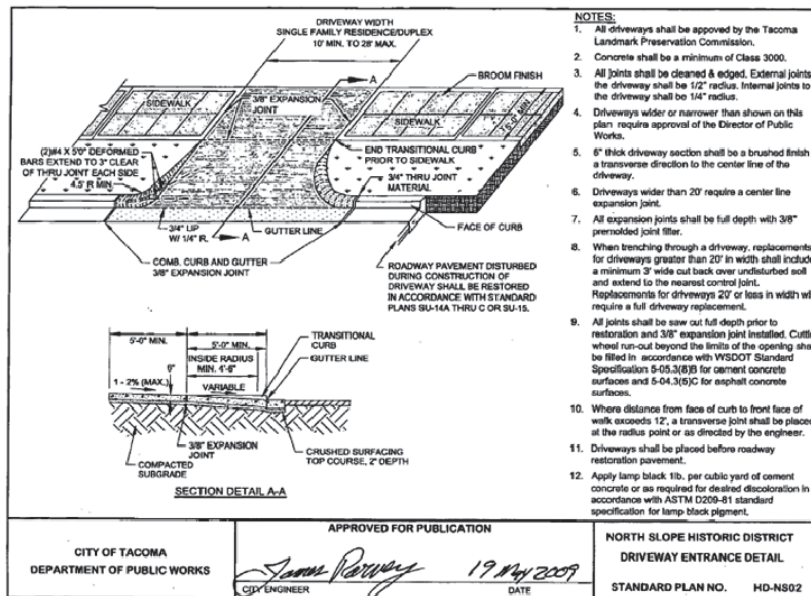 DRIVEWAY WIDTH
SINGLE FAMILY RESIDENCE/DUPLEX
10' MIN. TO 28' MAX.
A
BROOM FINISH
SIDEWALK
3/8" EXPANSION
JOINT
SIDEWALK
5'-0" MIN
(2)#4 X 5'0" DEFORMED
BARS EXTEND TO 3" CLEAR
OF THRU JOINT EACH SIDE
4.5' R MIN.
END TRANSITIONAL CURB
PRIOR TO SIDEWALK
3/4" THRU JOINT
MATERIAL
3/4" LIP
W/ 1/4" R.
A
GUTTER LINE
FACE OF CURB
COMB. CURB AND GUTTER
3/8" EXPANSION JOINT
ROADWAY PAVEMENT DISTURBED
DURING CONSTRUCTION OF
DRIVEWAY SHALL BE RESTORED
IN ACCORDANCE WITH STANDARD
PLANS SU-14A THRU C OR SU-15.
5'-0" MIN.
5'-0" MIN.
INSIDE RADIUS
MIN. 4'-6"
VARIABLE
TRANSITIONAL
CURB
GUTTER LINE
6"
1 - 2% (MAX.)
3/8" EXPANSION
JOINT
CRUSHED SURFACING
TOP COURSE, 2" DEPTH
COMPACTED
SUBGRADE
SECTION DETAIL A-A
NOTES:
1. All driveways shall be appoved by the Tacoma
Landmark Preservation Commission.
2. Concrete shall be a minimum of Class 3000.
3. All joints shall be cleaned & edged. External joints
the driveway shall be 1/2" radius. Internal joints to
the driveway shall be 1/4" radius.
4. Driveways wider or narrower than shown on this
plan require approval of the Director of Public
Works.
5. 6" thick driveway section shall be a brushed finish
a transverse direction to the center line of the
driveway.
6. Driveways wider than 20' require a center line
expansion joint.
7. All expansion joints shall be full depth with 3/8"
premolded joint filler.
8. When trenching through a driveway, replacements
for driveways greater than 20' in width shall include
a minimum 3' wide cut back over undisturbed soil
and extend to the nearest control joint.
Replacements for driveways 20' or less in width wil
require a full driveway replacement.
9. All joints shall be saw cut full depth prior to
restoration and 3/8" expansion joint installed. Cuttin
wheel run-out beyond the limits of the opening shal
be filled in accordance with WSDOT Standard
Specification 5-05.3(8)B for cement concrete
surfaces and 5-04.3(5)C for asphalt concrete
surfaces.
10. Where distance from face of curb to front face of
walk exceeds 12', a transverse joint shall be placed
at the radius point or as directed by the engineer.
11. Driveways shall be placed before roadway
restoration pavement.
12. Apply lamp black 1lb. per cubic yard of cement
concrete or as required for desired discoloration in
accordance with ASTM D209-81 standard
specification for lamp black pigment.
CITY OF TACOMA
DEPARTMENT OF PUBLIC WORKS
APPROVED FOR PUBLICATION
19 May 2009
CITY ENGINEER
DATE
NORTH SLOPE HISTORIC DISTRICT
DRIVEWAY ENTRANCE DETAIL
STANDARD PLAN NO. HD-NS02